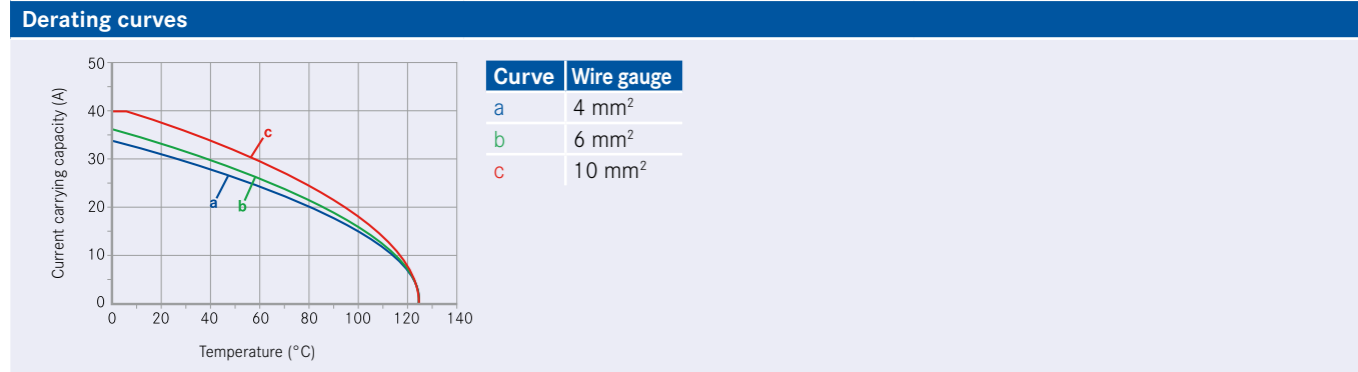 Derating curves
50
40
30
20
10
0
0 20 40 60 80 100 120 140
Current carrying capacity (A)
Temperature (°C)
a
b
c
Curve Wire gauge
a 4 mm²
b 6 mm²
c 10 mm²